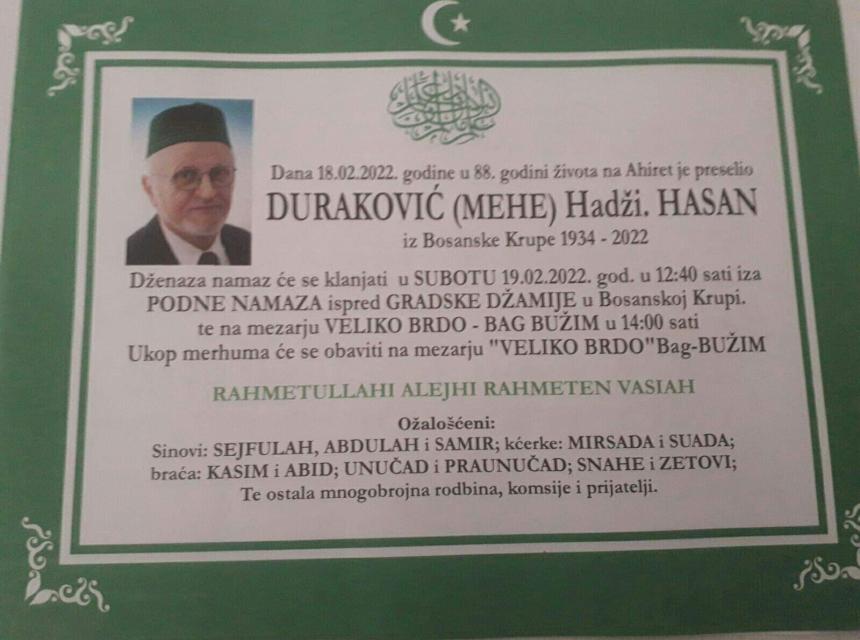 Dana 18.02.2022. godine u 88. godini života na Ahiret je preselio
DURAKOVIĆ (MEHE) Hadži. HASAN
iz Bosanske Krupe 1934 - 2022
Dženaza namaz će se klanjati u SUBOTU 19.02.2022. god. u 12:40 sati iza
PODNE NAMAZA ispred GRADSKE DŽAMIJE u Bosanskoj Krupi.
te na mezarju VELIKO BRDO - BAG BUŽIM u 14:00 sati
Ukop merhuma će se obaviti na mezarju "VELIKO BRDO"Bag-BUŽIM
RAHMETULLAHI ALEJHI RAHMETEN VASIAH
Ožalošćeni:
Sinovi: SEJFULAH, ABDULAH i SAMIR; kćerke: MIRSADA i SUADA;
braća: KASIM i ABID; UNUČAD i PRAUNUČAD; SNAHE i ZETOVI;
Te ostala mnogobrojna rodbina, komsije i prijatelji.